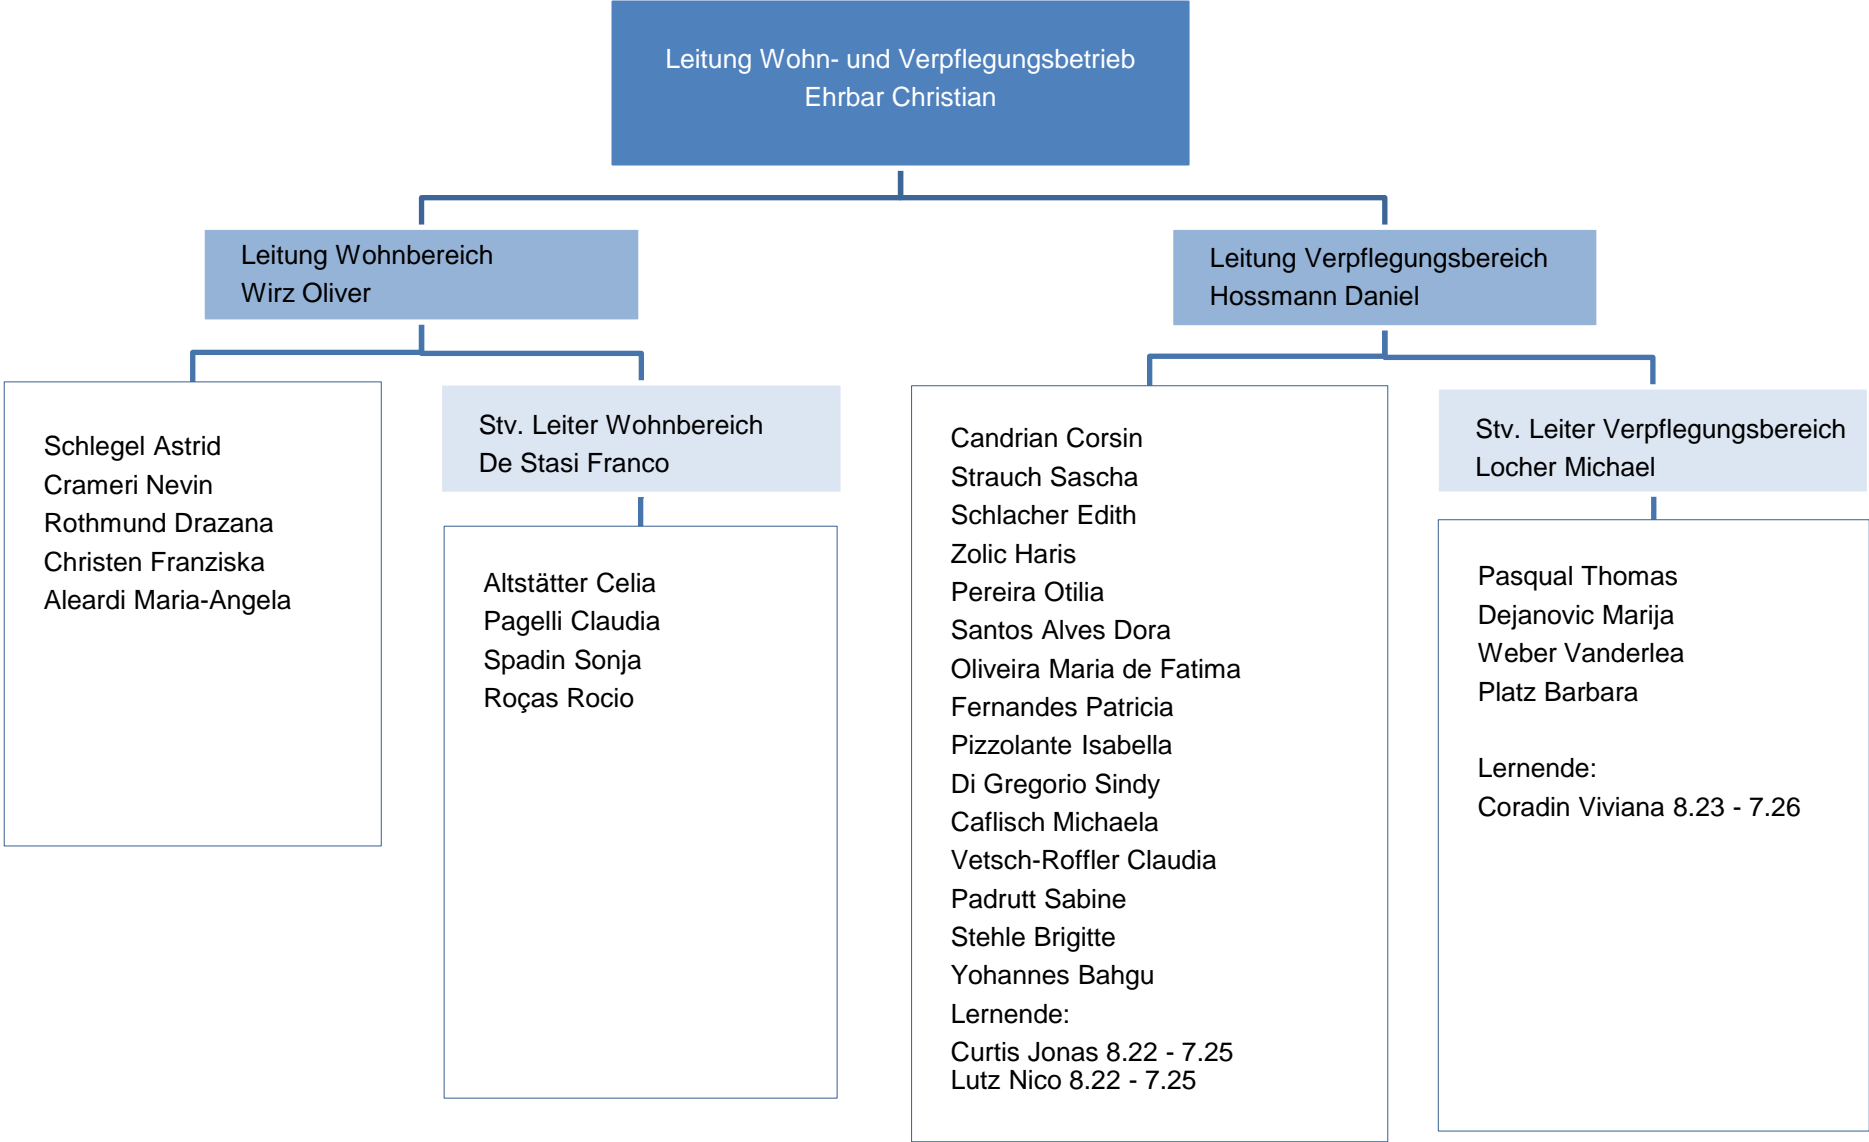 Leitung Wohn- und Verpflegungsbetrieb
Ehrbar Christian
Leitung Wohnbereich
Wirz Oliver
Leitung Verpflegungsbereich
Hossmann Daniel
Schlegel Astrid
Crameri Nevin
Rothmund Drazana
Christen Franziska
Aleardi Maria-Angela
Stv. Leiter Wohnbereich
De Stasi Franco
Altstätter Celia
Pagelli Claudia
Spadin Sonja
Roças Rocio
Candrian Corsin
Strauch Sascha
Schlacher Edith
Zolic Haris
Pereira Otilia
Santos Alves Dora
Oliveira Maria de Fatima
Fernandes Patricia
Pizzolante Isabella
Di Gregorio Sindy
Caflisch Michaela
Vetsch-Roffler Claudia
Padrutt Sabine
Stehle Brigitte
Yohannes Bahgu
Lernende:
Curtis Jonas 8.22 - 7.25
Lutz Nico 8.22 - 7.25
Stv. Leiter Verpflegungsbereich
Locher Michael
Pasqual Thomas
Dejanovic Marija
Weber Vanderlea
Platz Barbara
Lernende:
Coradin Viviana 8.23 - 7.26